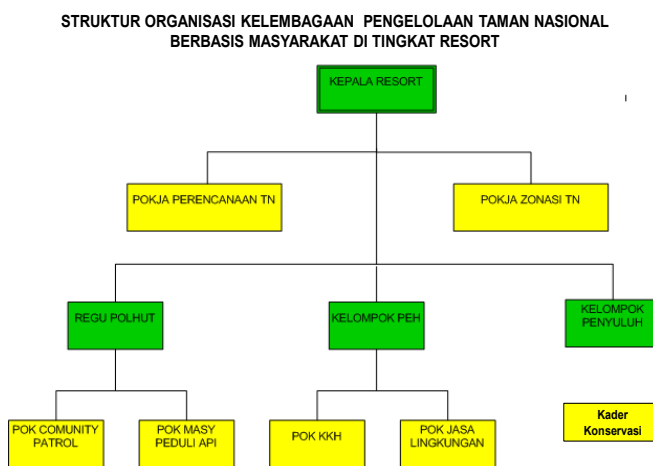 STRUKTUR ORGANISASI KELEMBAGAAN PENGELOLAAN TAMAN NASIONAL
BERBASIS MASYARAKAT DI TINGKAT RESORT
KEPALA RESORT
POKJA PERENCANAAN TN
POKJA ZONASI TN
REGU POLHUT
KELOMPOK PEH
KELOMPOK
PENYULUH
POK COMUNITY
PATROL
POK MASY
PEDULI API
POK KKH
POK JASA
LINGKUNGAN
Kader
Konservasi